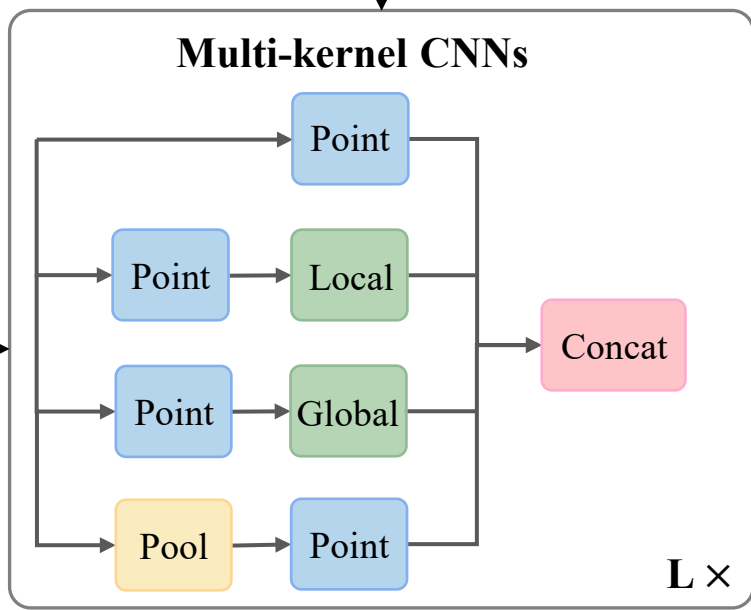 Multi-kernel CNNs
Point
Point
Local
Concat
Point
Global
Pool
Point
L ×